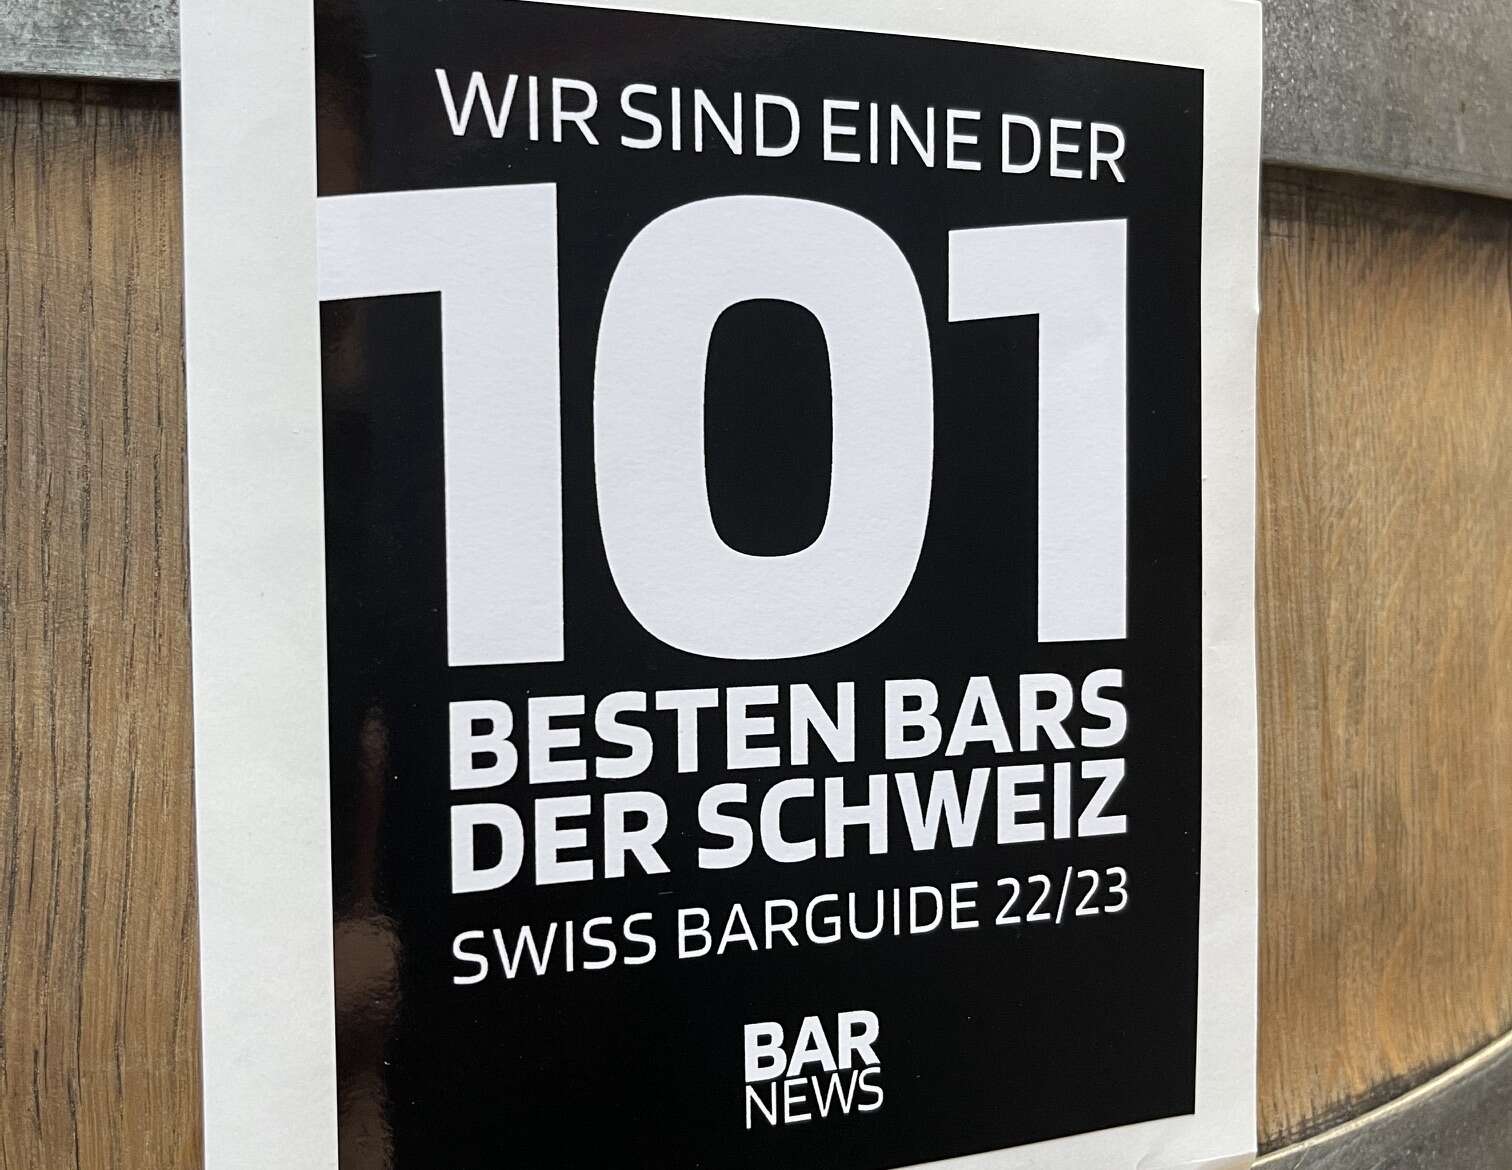 WIR SIND EINE DER
101
BESTEN BARS
DER SCHWEIZ
SWISS BARGUIDE 22/23
BAR
NEWS